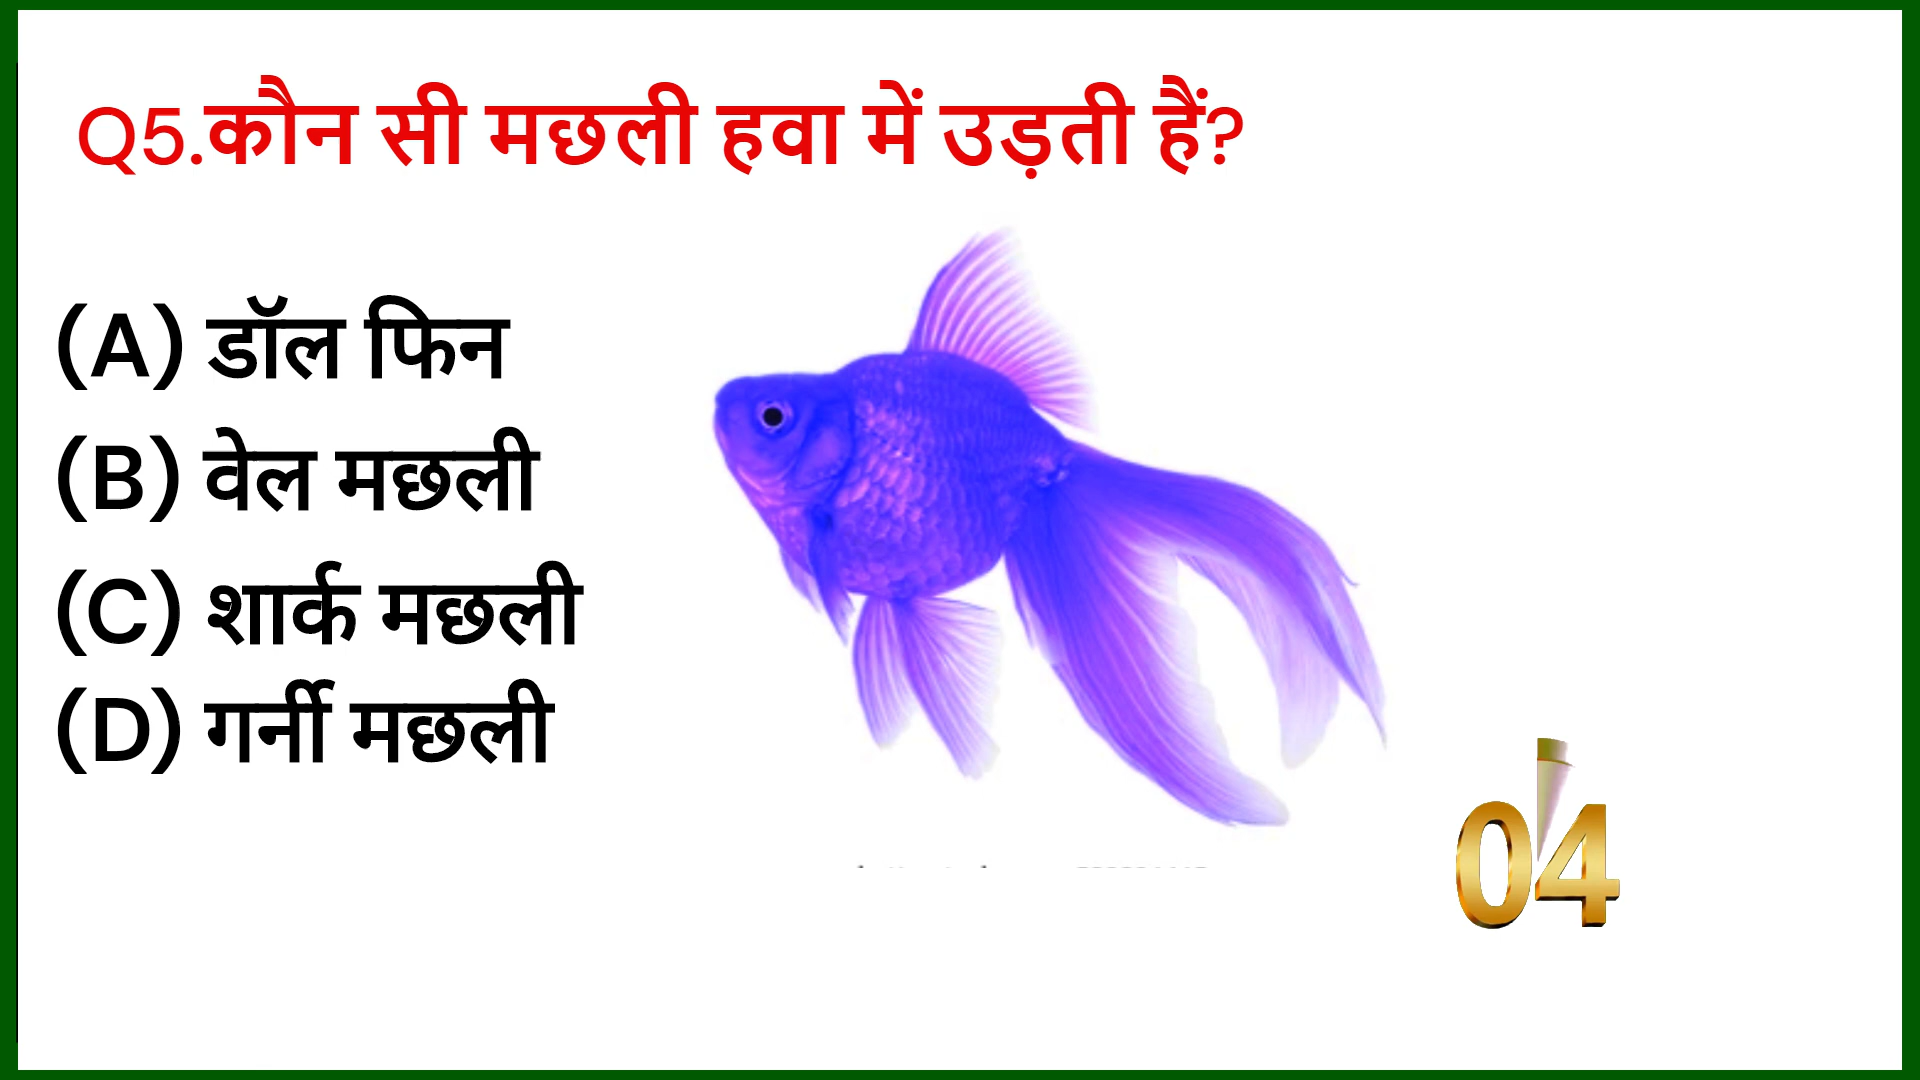 Q5.कौन सी मछली हवा में उड़ती हैं?
(A) डॉल फिन
(B) वेल मछली
(C) शार्क मछली
(D) गर्नी मछली
04